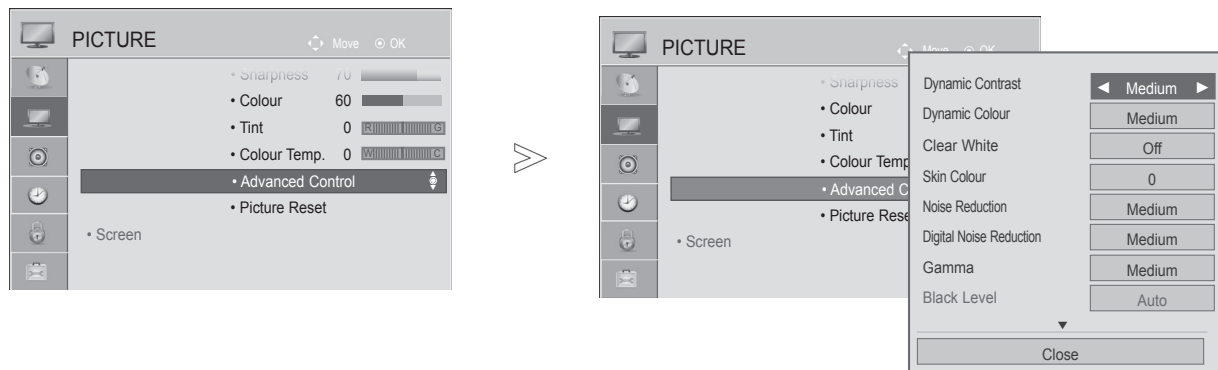 PICTURE
Move OK
• Sharpness 70
• Colour 60
• Tint 0 R G
• Colour Temp. 0 W C
• Advanced Control
• Picture Reset
• Screen
PICTURE
Move OK
• Sharpness
• Colour
• Tint
• Colour Temp
• Advanced C
• Picture Rese
• Screen
Dynamic Contrast ◄ Medium ►
Dynamic Colour Medium
Clear White Off
Skin Colour 0
Noise Reduction Medium
Digital Noise Reduction Medium
Gamma Medium
Black Level Auto
▼
Close